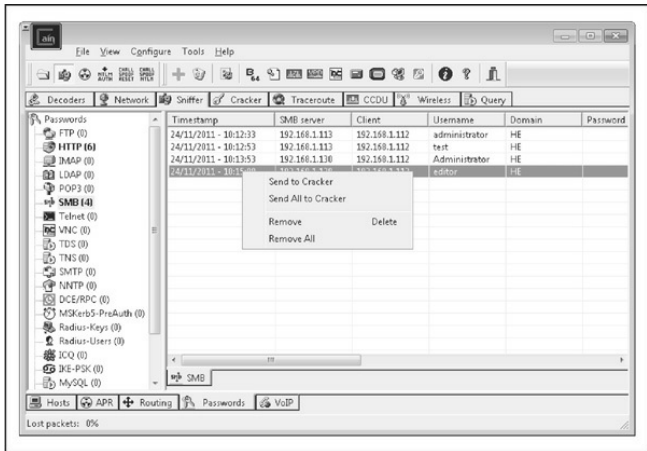 ain
File View Configure Tools Help
Decoders Network Sniffer Cracker Traceroute CCDU Wireless Query
Passwords
FTP (0)
HTTP (6)
IMAP (0)
LDAP (0)
POP3 (0)
SMB (4)
Telnet (0)
VNC (0)
TDS (0)
TNS (0)
SMTP (0)
NNTP (0)
DCE/RPC (0)
MSKerb5-PreAuth (0)
Radius-Keys (0)
Radius-Users (0)
ICQ (0)
IKE-PSK (0)
MySQL (0)
Timestamp SMB server Client Username Domain Password
24/11/2011 - 10:12:33 192.168.1.113 192.168.1.112 administrator HE
24/11/2011 - 10:12:53 192.168.1.113 192.168.1.112 test HE
24/11/2011 - 10:13:53 192.168.1.130 192.168.1.112 Administrator HE
editor HE
Send to Cracker
Send All to Cracker
Remove Delete
Remove All
SMB
Hosts APR Routing Passwords VoIP
Lost packets: 0%